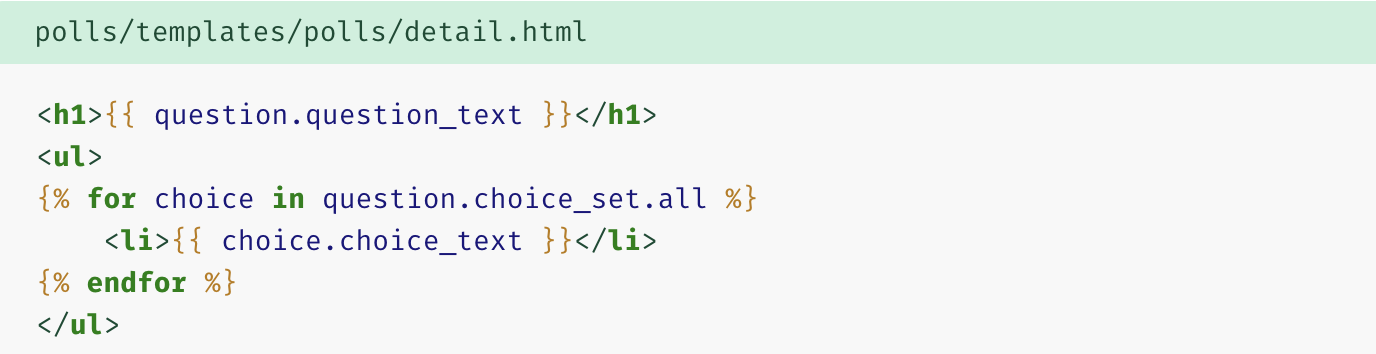 polls/templates/polls/detail.html
<h1>{{ question.question_text }}</h1>
<ul>
{% for choice in question.choice_set.all %}
    <li>{{ choice.choice_text }}</li>
{% endfor %}
</ul>